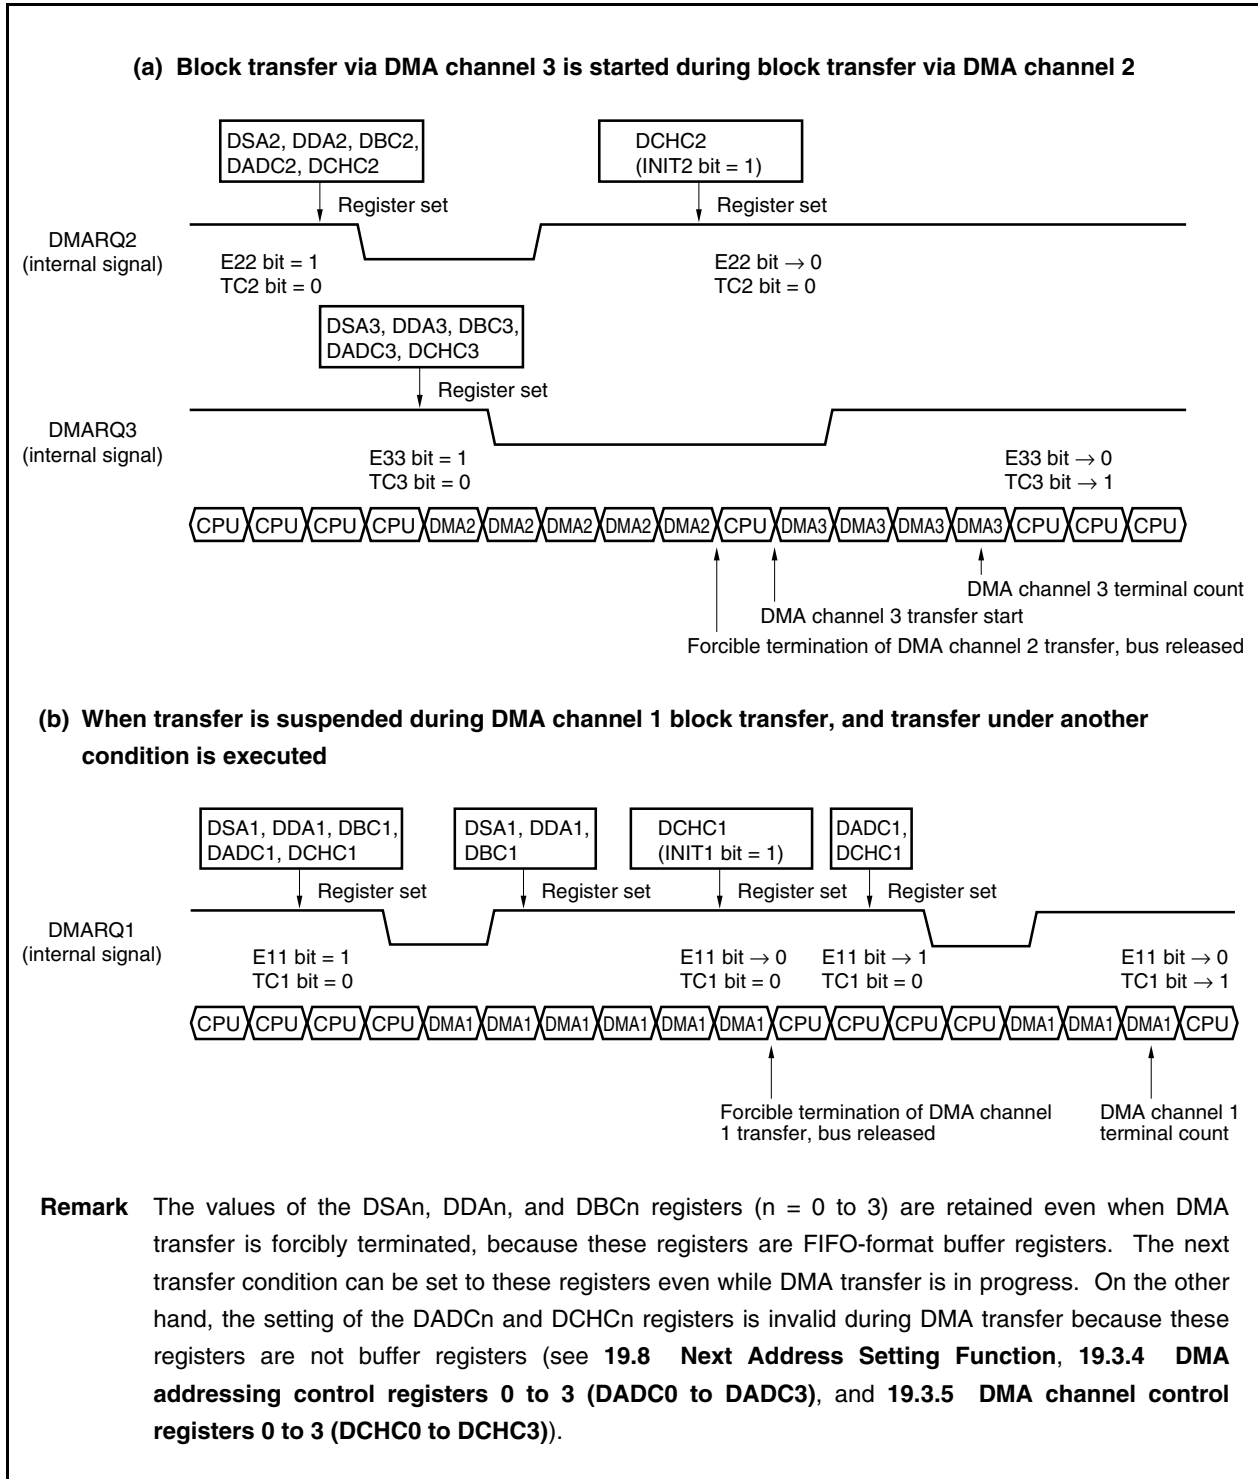 (a) Block transfer via DMA channel 3 is started during block transfer via DMA channel 2
DSA2, DDA2, DBC2,
DADC2, DCHC2
DCHC2
(INIT2 bit = 1)
Register set
Register set
DMARQ2
(internal signal)
E22 bit = 1
TC2 bit = 0
E22 bit → 0
TC2 bit = 0
DSA3, DDA3, DBC3,
DADC3, DCHC3
Register set
DMARQ3
(internal signal)
E33 bit = 1
TC3 bit = 0
E33 bit → 0
TC3 bit → 1
CPU CPU CPU CPU DMA2 DMA2 DMA2 DMA2 DMA2 CPU DMA3 DMA3 DMA3 DMA3 CPU CPU CPU
DMA channel 3 terminal count
DMA channel 3 transfer start
Forcible termination of DMA channel 2 transfer, bus released
(b) When transfer is suspended during DMA channel 1 block transfer, and transfer under another
condition is executed
DSA1, DDA1, DBC1,
DADC1, DCHC1
DSA1, DDA1,
DBC1
DCHC1
(INIT1 bit = 1)
DADC1,
DCHC1
Register set
Register set
Register set
Register set
DMARQ1
(internal signal)
E11 bit = 1
TC1 bit = 0
E11 bit → 0
TC1 bit = 0
E11 bit → 1
TC1 bit = 0
E11 bit → 0
TC1 bit → 1
CPU CPU CPU CPU DMA1 DMA1 DMA1 DMA1 DMA1 DMA1 CPU CPU CPU CPU DMA1 DMA1 DMA1 CPU
Forcible termination of DMA channel
1 transfer, bus released
DMA channel 1
terminal count
Remark The values of the DSAn, DDAn, and DBCn registers (n = 0 to 3) are retained even when DMA
transfer is forcibly terminated, because these registers are FIFO-format buffer registers. The next
transfer condition can be set to these registers even while DMA transfer is in progress. On the other
hand, the setting of the DADCn and DCHCn registers is invalid during DMA transfer because these
registers are not buffer registers (see 19.8 Next Address Setting Function, 19.3.4 DMA
addressing control registers 0 to 3 (DADC0 to DADC3), and 19.3.5 DMA channel control
registers 0 to 3 (DCHC0 to DCHC3)).